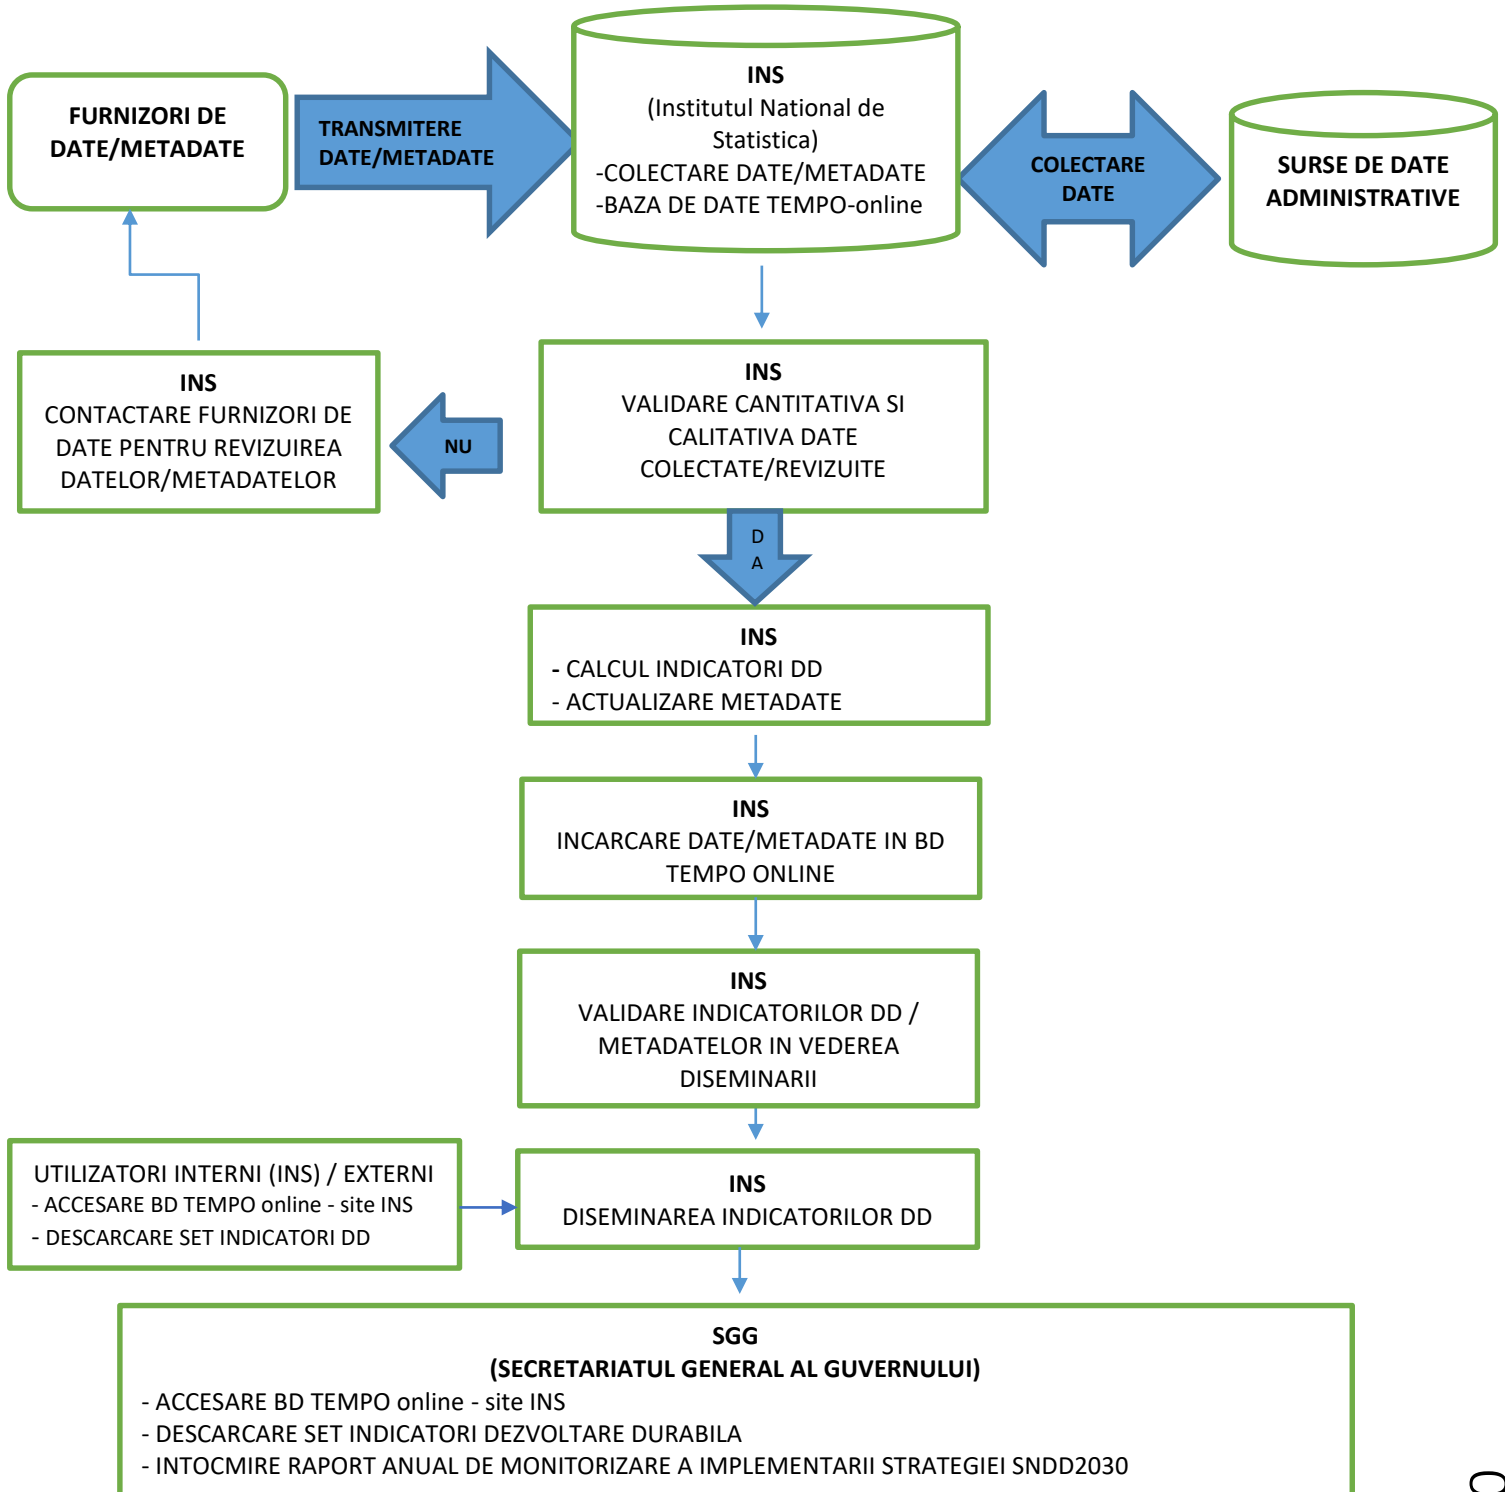 FURNIZORI DE
DATE/METADATE
TRANSMITERE
DATE/METADATE
INS
(Institutul National de
Statistica)
-COLECTARE DATE/METADATE
-BAZA DE DATE TEMPO-online
COLECTARE
DATE
SURSE DE DATE
ADMINISTRATIVE
INS
CONTACTARE FURNIZORI DE
DATE PENTRU REVIZUIREA
DATELOR/METADATELOR
NU
INS
VALIDARE CANTITATIVA SI
CALITATIVA DATE
COLECTATE/REVIZUITE
D
A
INS
- CALCUL INDICATORI DD
- ACTUALIZARE METADATE
INS
INCARCARE DATE/METADATE IN BD
TEMPO ONLINE
INS
VALIDARE INDICATORILOR DD /
METADATELOR IN VEDEREA
DISEMINARII
UTILIZATORI INTERNI (INS) / EXTERNI
- ACCESARE BD TEMPO online - site INS
- DESCARCARE SET INDICATORI DD
INS
DISEMINAREA INDICATORILOR DD
SGG
(SECRETARIATUL GENERAL AL GUVERNULUI)
- ACCESARE BD TEMPO online - site INS
- DESCARCARE SET INDICATORI DEZVOLTARE DURABILA
- INTOCMIRE RAPORT ANUAL DE MONITORIZARE A IMPLEMENTARII STRATEGIEI SNDD2030